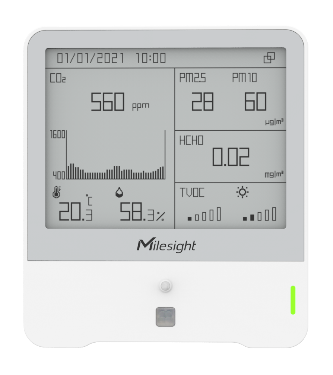 01/01/2021 10:00
CO₂
560 ppm
1600
400
20.3 °C
58.3%
PM2.5 PM10
28 60
μg/m³
HCHO
0.02
mg/m³
TVOC
Milesight